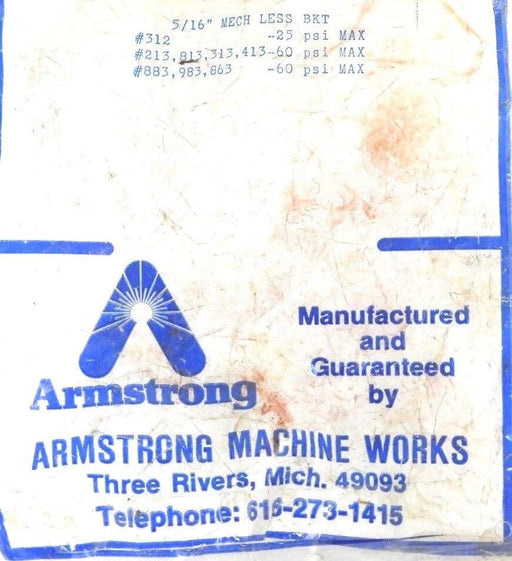 5/16" MECH LESS BKT
#312 -25 psi MAX
#213,813,313,413-60 psi MAX
#883,983,863 -60 psi MAX
Armstrong
Manufactured
and
Guaranteed
by
ARMSTRONG MACHINE WORKS
Three Rivers, Mich. 49093
Telephone: 616-273-1415